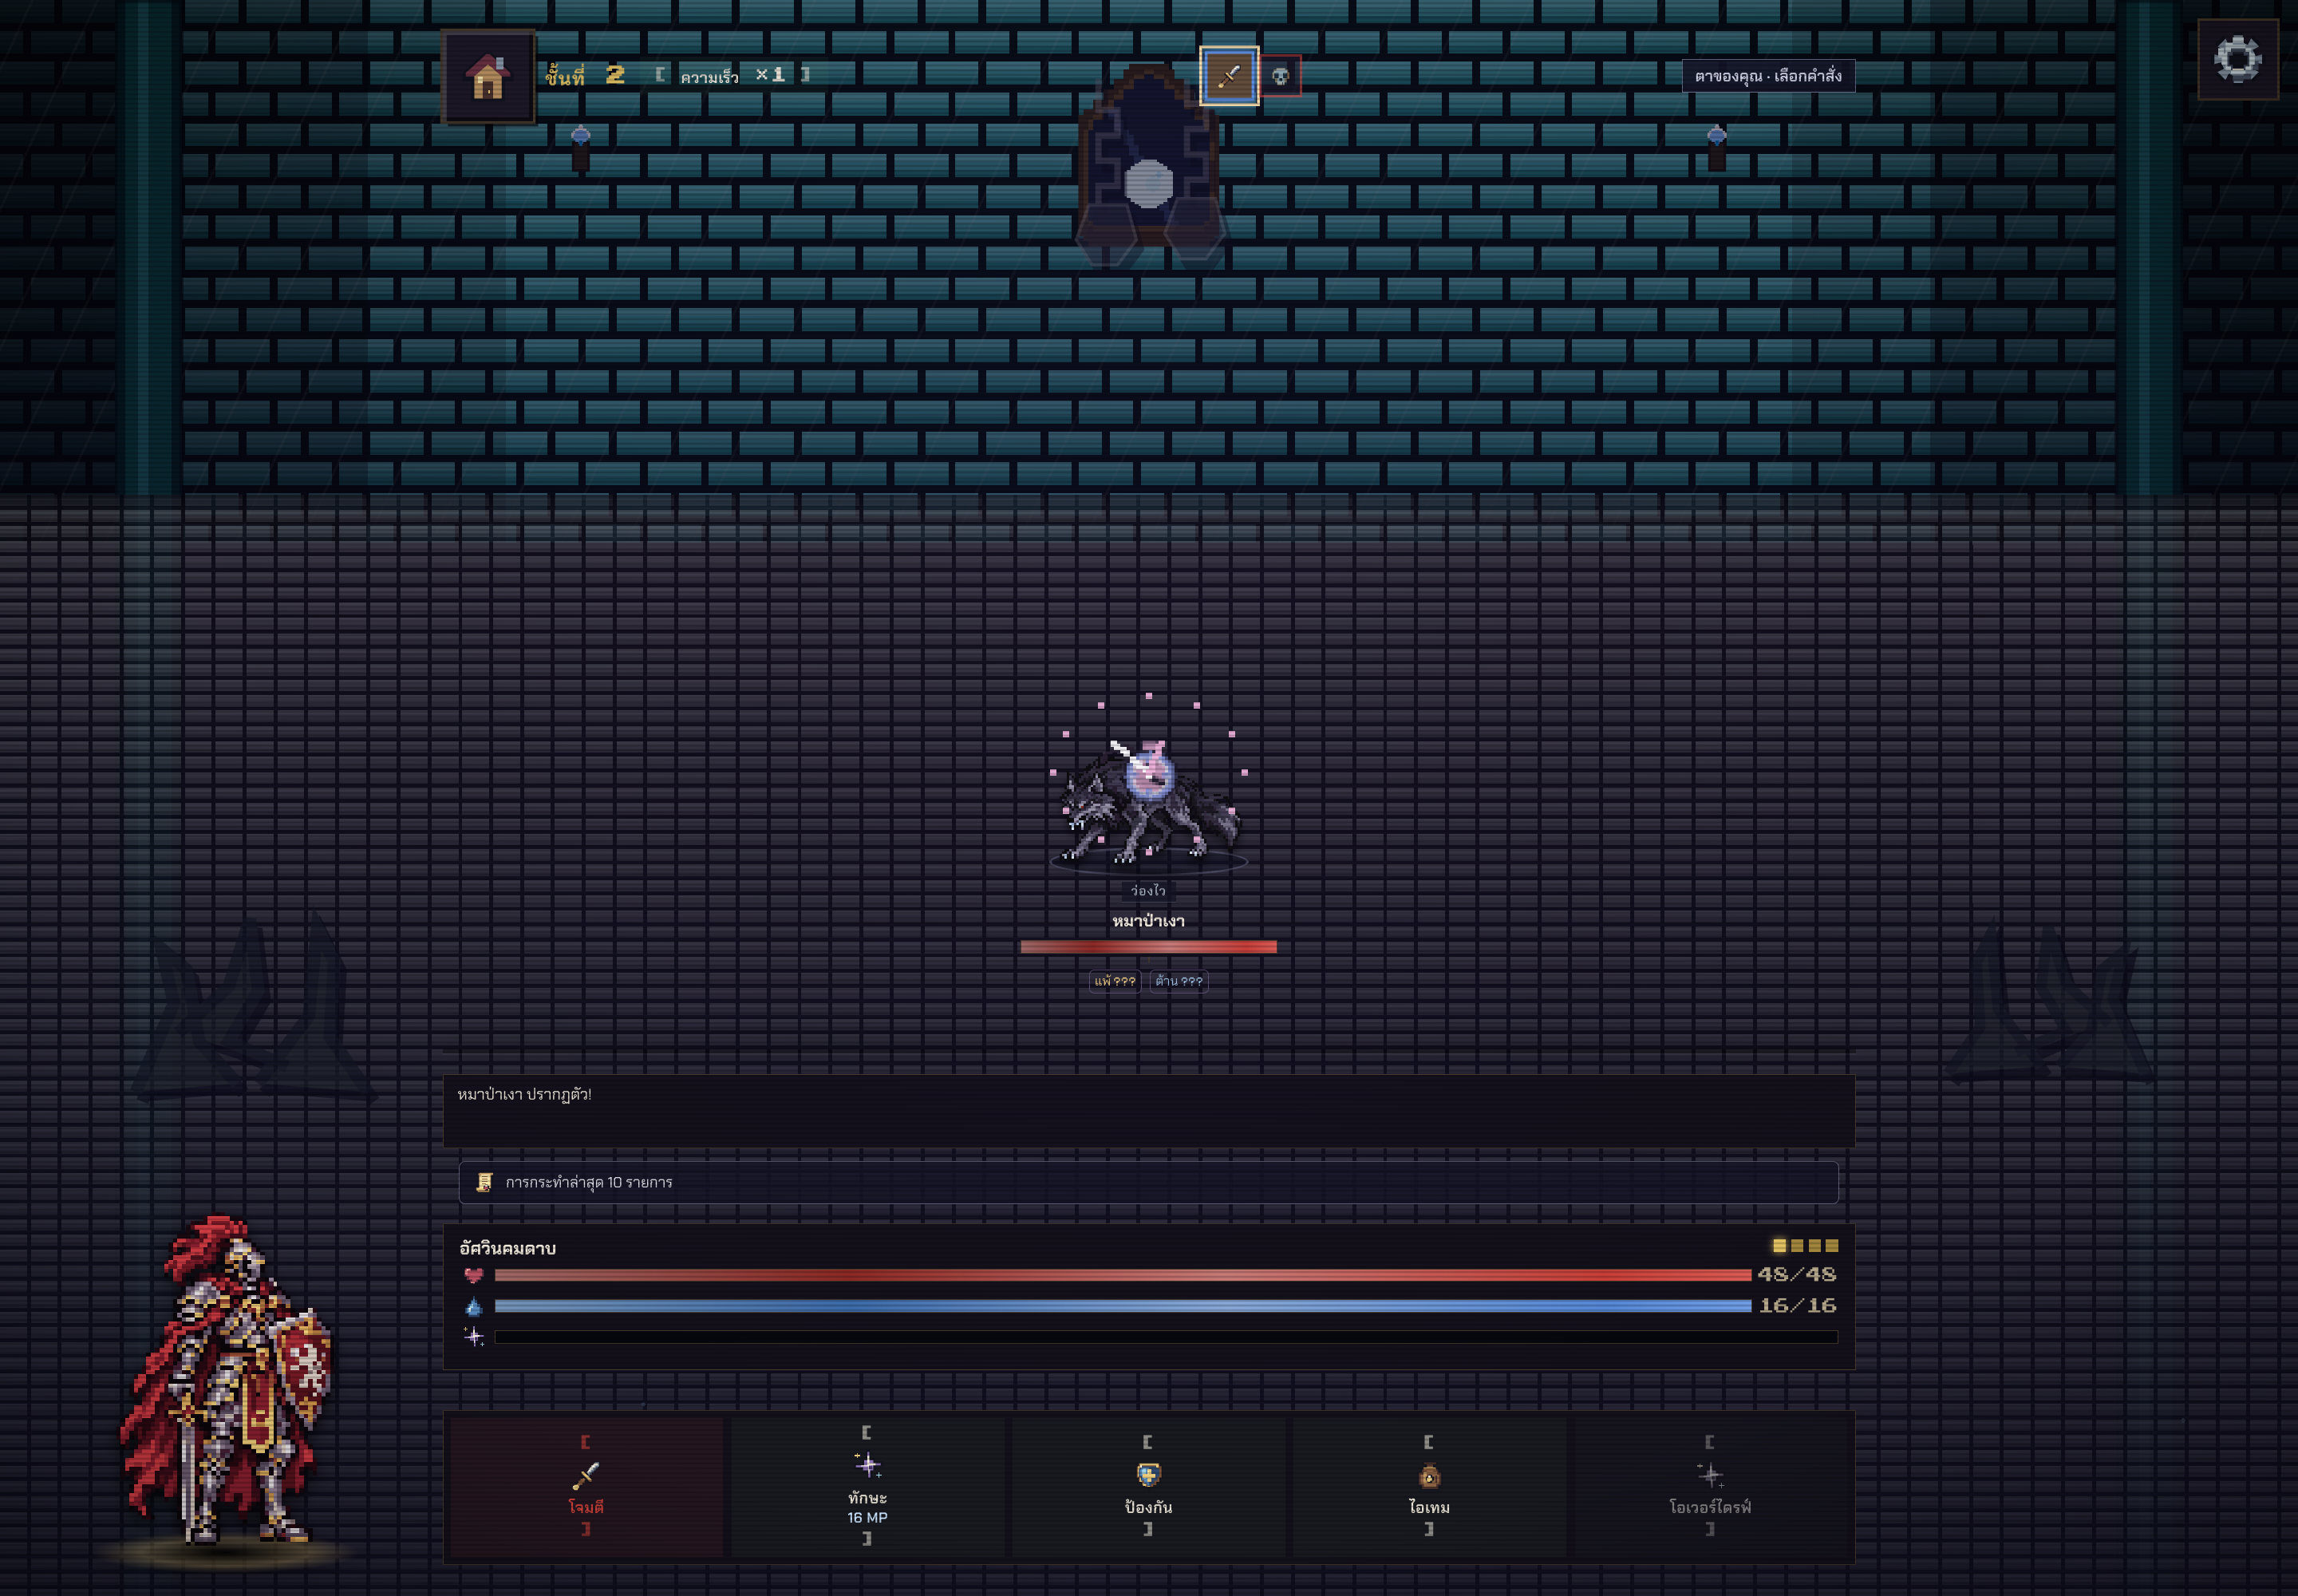 ชั้นที่ 2 [ ความเร็ว ×1 ]
ตาของคุณ · เลือกคำสั่ง
ว่องไว
หมาป่าเงา
แพ้ ??? ต้าน ???
หมาป่าเงา ปรากฏตัว!
การกระทำล่าสุด 10 รายการ
อัศวินคมดาบ
48/48
16/16
[ โจมตี ]
[ ทักษะ 16 MP ]
[ ป้องกัน ]
[ ไอเทม ]
[ โอเวอร์ไดรฟ์ ]